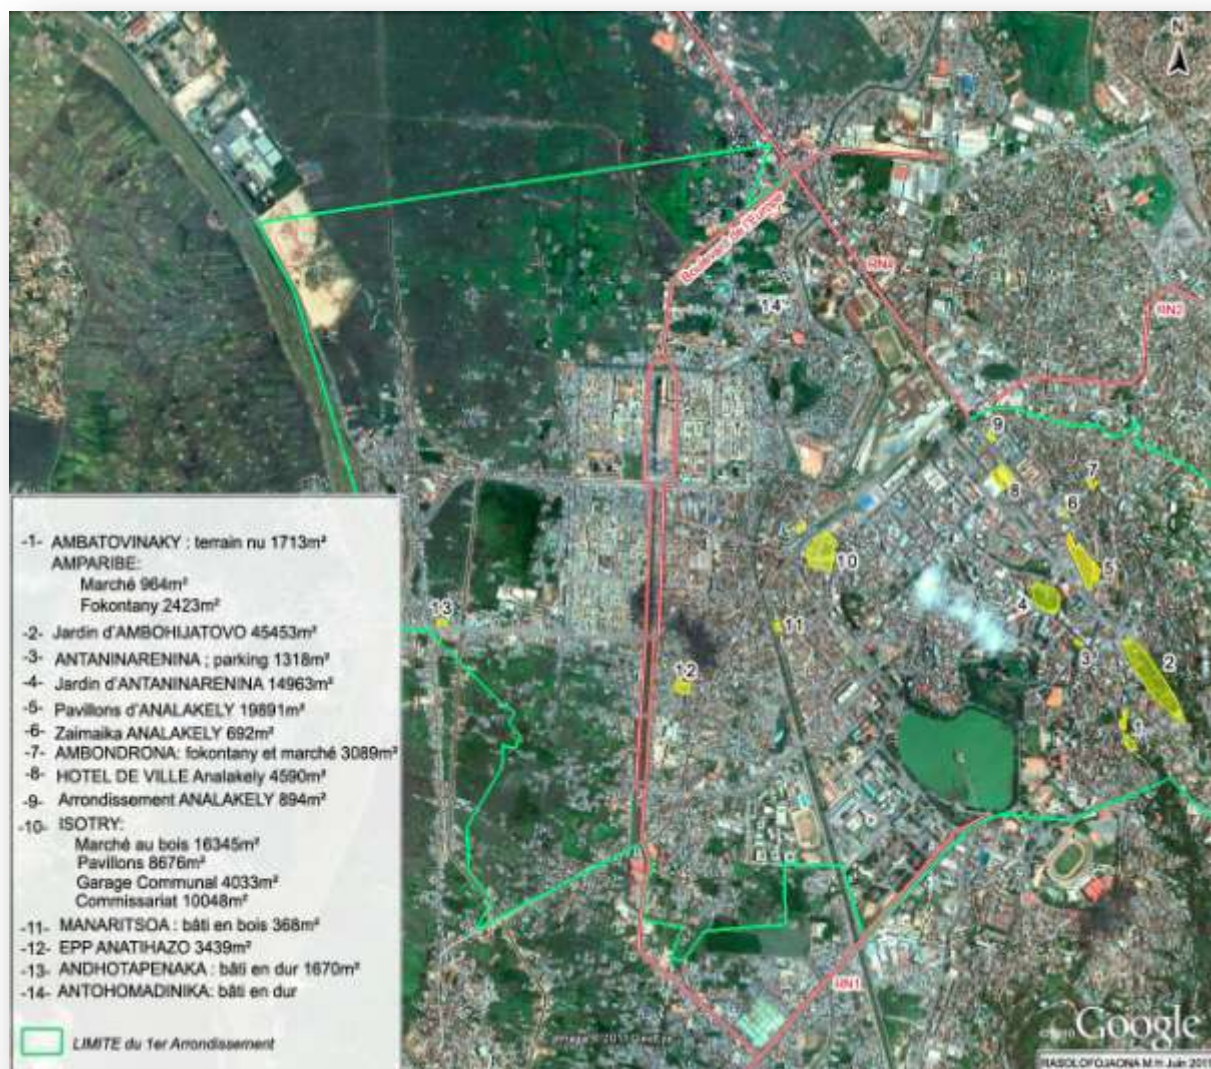 N
Boulevard de l'Europe
RN4
14
RN2
9
7
8
6
10
5
4
13
11
3
2
12
1
-1- AMBATOVINAKY : terrain nu 1713m²
AMPARIBE:
Marché 964m²
Fokontany 2423m²
-2- Jardin d'AMBOHIJATOVO 45453m²
-3- ANTANINARENINA ; parking 1318m²
-4- Jardin d'ANTANINARENINA 14963m²
-5- Pavillons d'ANALAKELY 19891m²
-6- Zaimaika ANALAKELY 692m²
-7- AMBONDRONA: fokontany et marché 3089m²
-8- HOTEL DE VILLE Analakely 4590m²
-9- Arrondissement ANALAKELY 894m²
-10- ISOTRY:
Marché au bois 16345m²
Pavillons 8676m²
Garage Communal 4033m²
Commissariat 10048m²
-11- MANARITSOA : bâti en bois 368m²
-12- EPP ANATIHAZO 3439m²
-13- ANDHOTAPENAKA : bâti en dur 1670m²
-14- ANTOHOMADINIKA: bâti en dur
LIMITE du 1er Arrondissement
RN1
Google
RASOLOFOJAONA M m Juin 2011